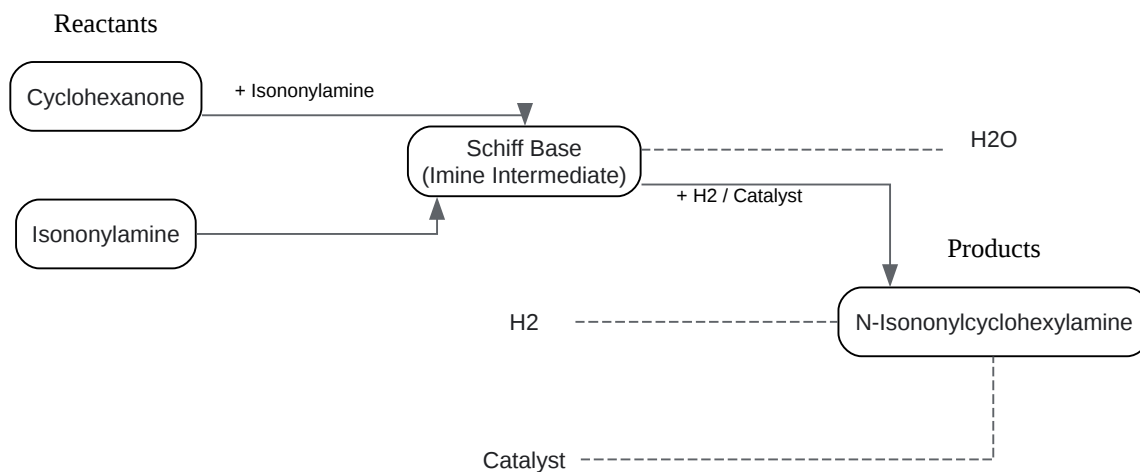 Reactants
Cyclohexanone
+ Isononylamine
Schiff Base
(Imine Intermediate)
H2O
+ H2 / Catalyst
Isononylamine
Products
H2
N-Isononylcyclohexylamine
Catalyst